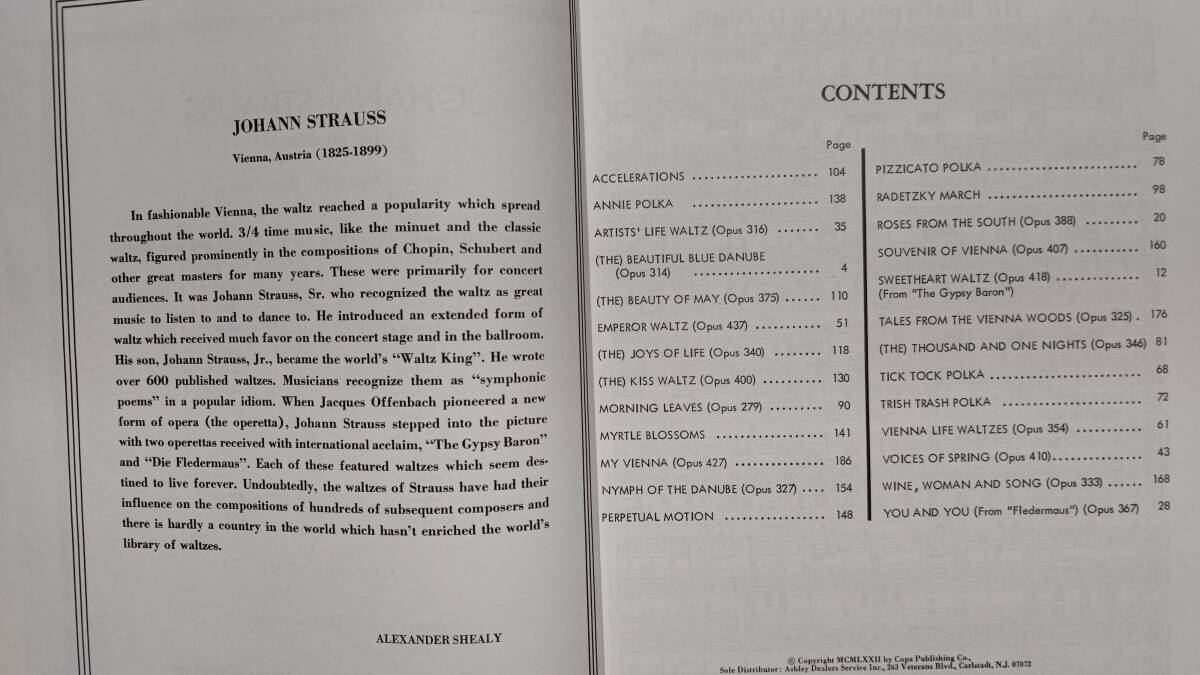 JOHANN STRAUSS
Vienna, Austria (1825-1899)
In fashionable Vienna, the waltz reached a popularity which spread
throughout the world. 3/4 time music, like the minuet and the classic
waltz, figured prominently in the compositions of Chopin, Schubert and
other great masters for many years. These were primarily for concert
audiences. It was Johann Strauss, Sr. who recognized the waltz as great
music to listen to and to dance to. He introduced an extended form of
waltz which received much favor on the concert stage and in the ballroom.
His son, Johann Strauss, Jr., became the world's "Waltz King". He wrote
over 600 published waltzes. Musicians recognize them as "symphonic
poems" in a popular idiom. When Jacques Offenbach pioneered a new
form of opera (the operetta), Johann Strauss stepped into the picture
with two operettas received with international acclaim, "The Gypsy Baron"
and "Die Fledermaus". Each of these featured waltzes which seem des-
tined to live forever. Undoubtedly, the waltzes of Strauss have had their
influence on the compositions of hundreds of subsequent composers and
there is hardly a country in the world which hasn't enriched the world's
library of waltzes.
ALEXANDER SHEALY
CONTENTS
Page
ACCELERATIONS ..................... 104
ANNIE POLKA ..................... 138
ARTISTS' LIFE WALTZ (Opus 316) ....... 35
(THE) BEAUTIFUL BLUE DANUBE
(Opus 314) ..................... 4
(THE) BEAUTY OF MAY (Opus 375) ...... 110
EMPEROR WALTZ (Opus 437) ........... 51
(THE) JOYS OF LIFE (Opus 340) ........ 118
(THE) KISS WALTZ (Opus 400) .......... 130
MORNING LEAVES (Opus 279) ......... 90
MYRTLE BLOSSOMS .................. 141
MY VIENNA (Opus 427) ............... 186
NYMPH OF THE DANUBE (Opus 327) .... 154
PERPETUAL MOTION ................. 148
Page
PIZZICATO POLKA ......................... 78
RADETZKY MARCH ......................... 98
ROSES FROM THE SOUTH (Opus 388) ......... 20
SOUVENIR OF VIENNA (Opus 407) ........... 160
SWEETHEART WALTZ (Opus 418) .............. 12
(From "The Gypsy Baron")
TALES FROM THE VIENNA WOODS (Opus 325) . 176
(THE) THOUSAND AND ONE NIGHTS (Opus 346) 81
TICK TOCK POLKA ......................... 68
TRISH TRASH POLKA ....................... 72
VIENNA LIFE WALTZES (Opus 354) ........... 61
VOICES OF SPRING (Opus 410)............... 43
WINE, WOMAN AND SONG (Opus 333) ...... 168
YOU AND YOU (From "Fledermaus") (Opus 367) 28
© Copyright MCMLXXII by Copa Publishing Co.,
Sole Distributor: Ashley Dealers Service Inc., 263 Veterans Blvd., Carlstadt, N.J. 07072